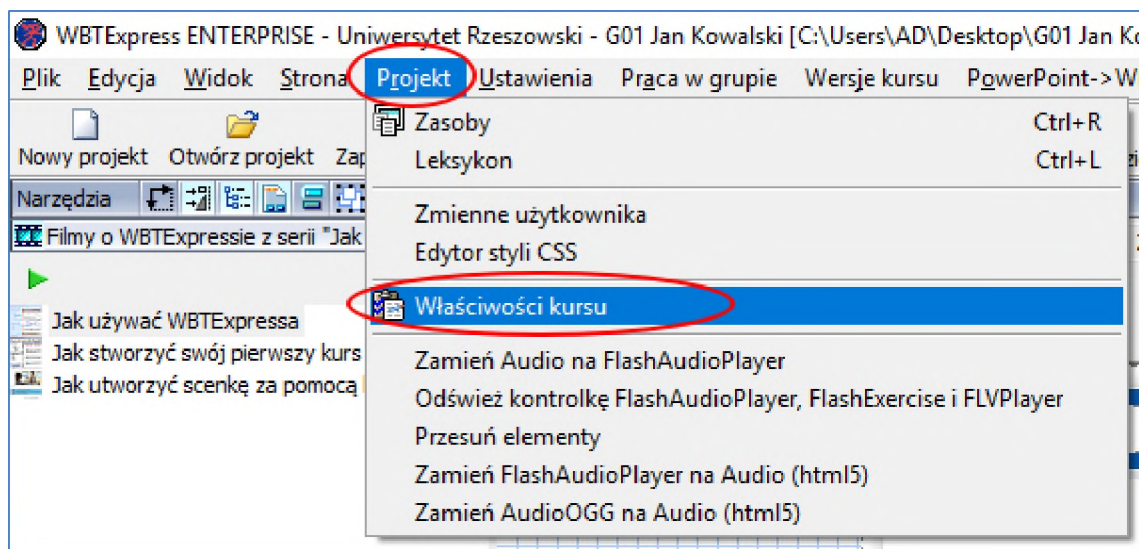 WBTExpress ENTERPRISE - Uniwersytet Rzeszowski - G01 Jan Kowalski [C:\Users\AD\Desktop\G01 Jan
Plik Edycja Widok Strona Projekt Ustawienia Praca w grupie Wersje kursu PowerPoint->W
Nowy projekt Otwórz projekt
Narzędzia
Filmy o WBTExpressie z serii "Jak
Jak używać WBTExpressa
Jak stworzyć swój pierwszy kurs
Jak utworzyć scenkę za pomocą
Zasoby Ctrl+R
Leksykon Ctrl+L
Zmienne użytkownika
Edytor styli CSS
Właściwości kursu
Zamień Audio na FlashAudioPlayer
Odśwież kontrolkę FlashAudioPlayer, FlashExercise i FLVPlayer
Przesuń elementy
Zamień FlashAudioPlayer na Audio (html5)
Zamień AudioOGG na Audio (html5)